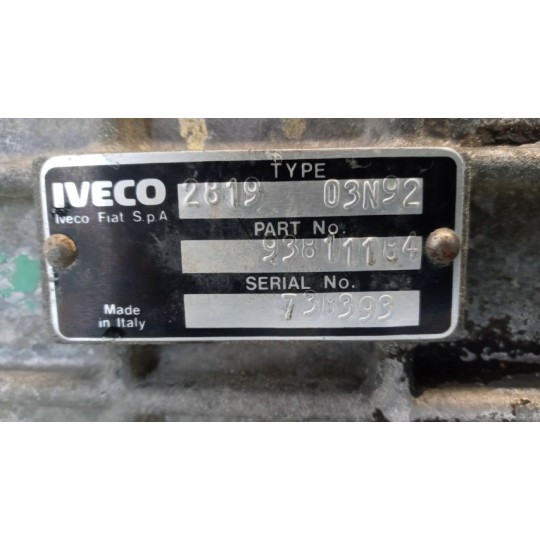 TYPE
IVECO 2819 03N92
Iveco Fiat S.p.A
PART No.
93811164
SERIAL No.
Made
in Italy